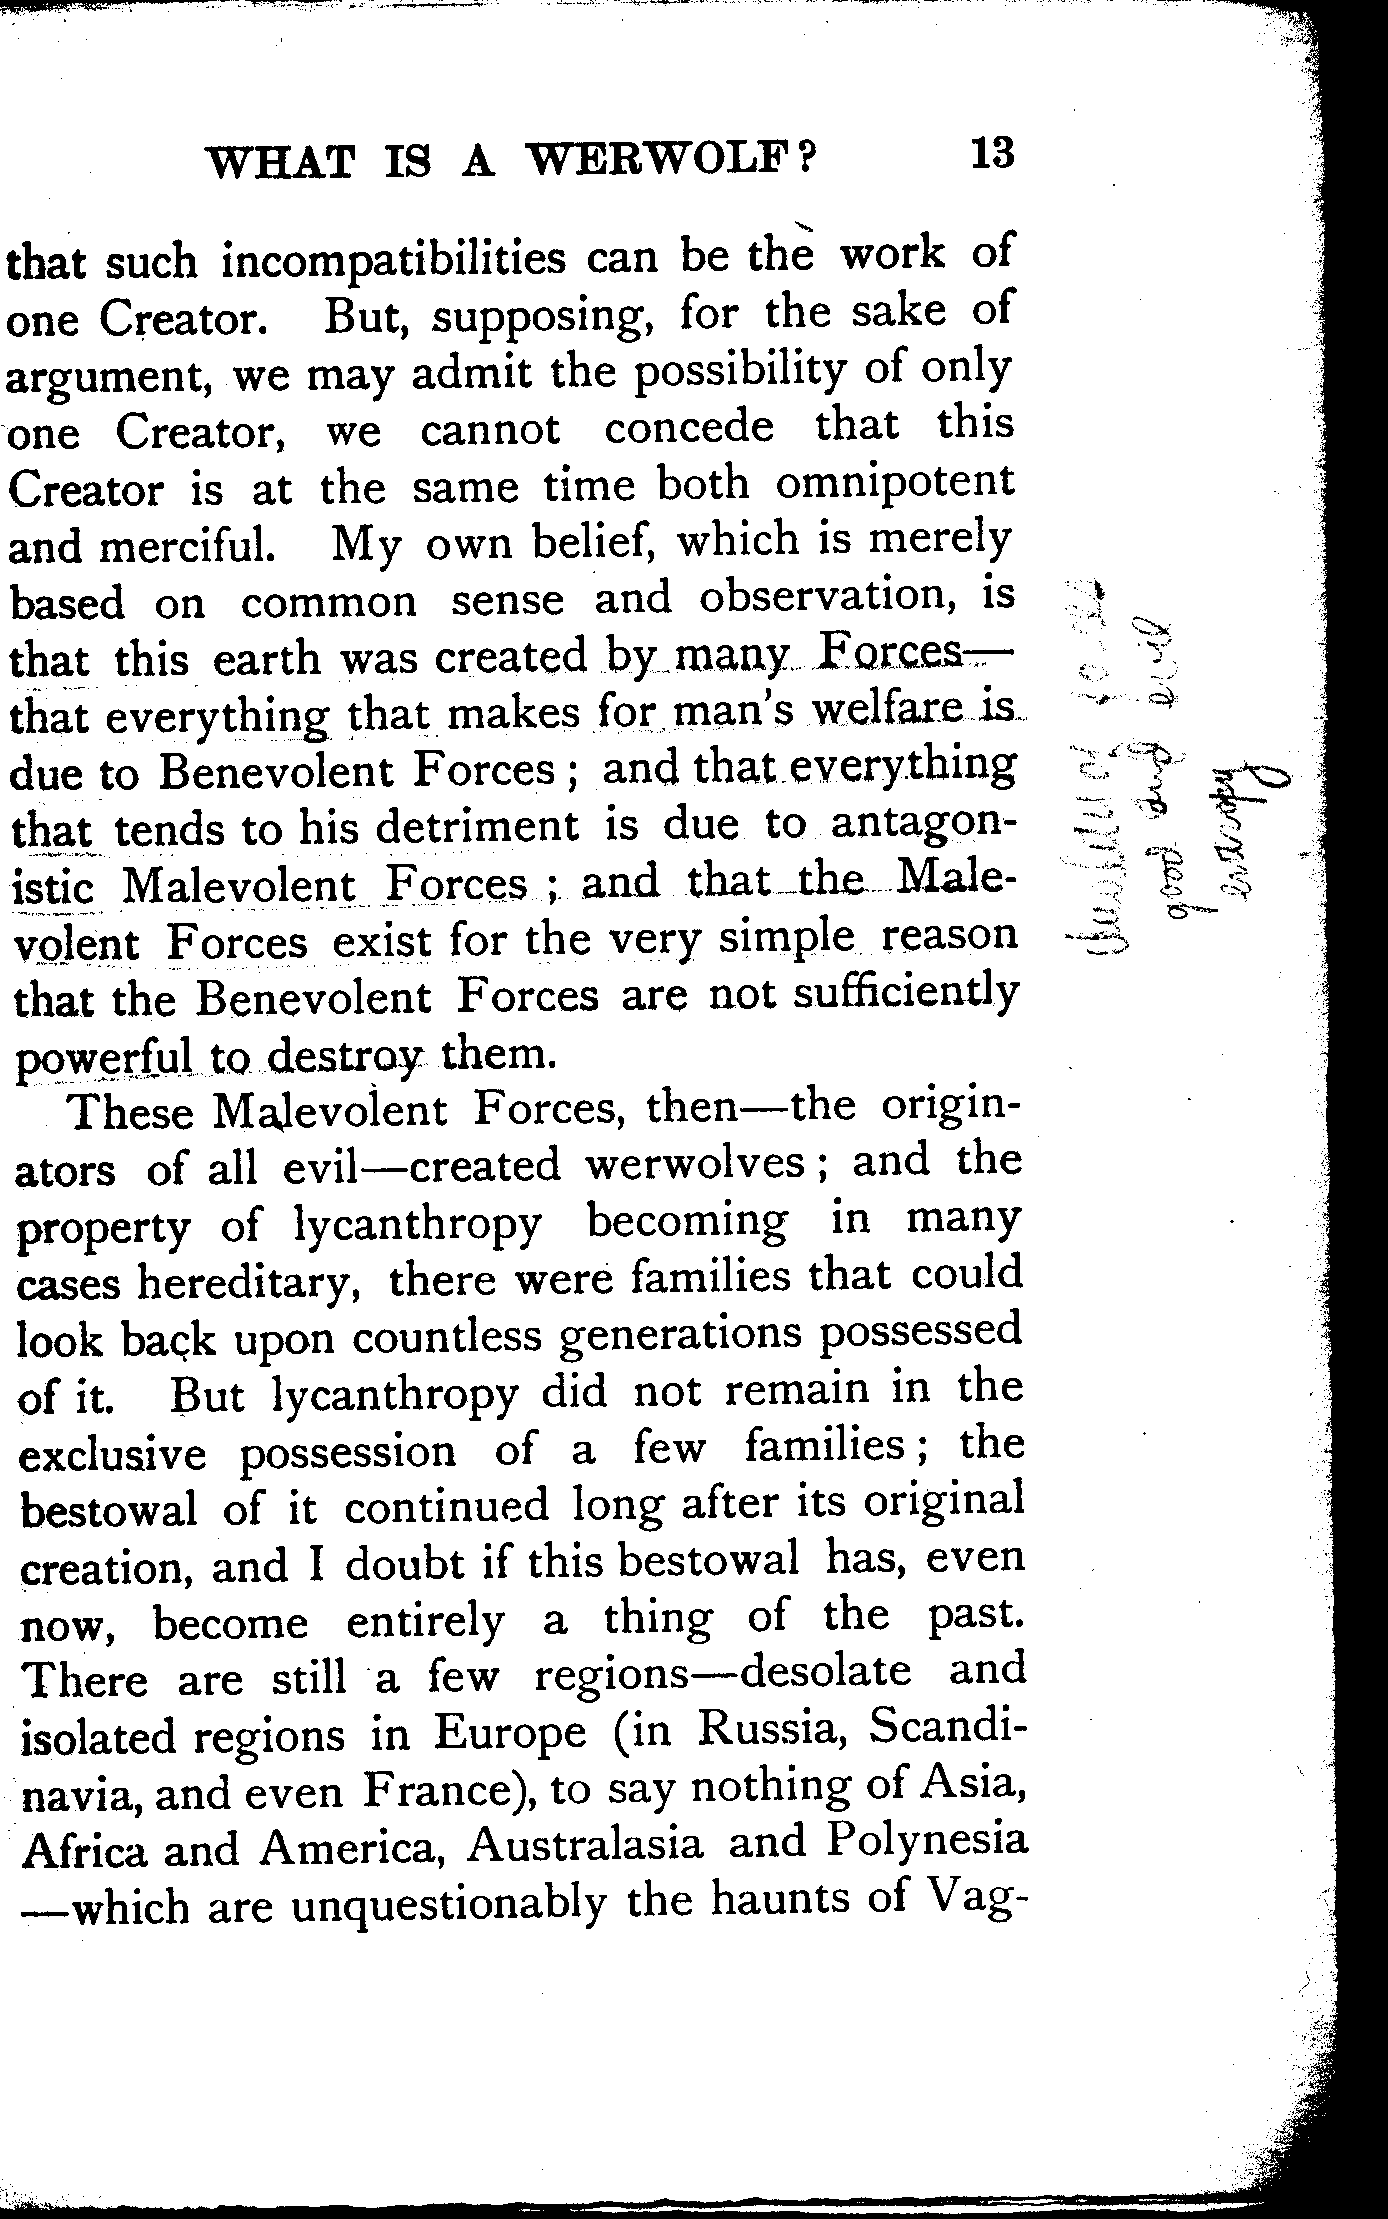 WHAT IS A WERWOLF? 13
that such incompatibilities can be the work of
one Creator. But, supposing, for the sake of
argument, we may admit the possibility of only
one Creator, we cannot concede that this
Creator is at the same time both omnipotent
and merciful. My own belief, which is merely
based on common sense and observation, is
that this earth was created by many Forces—
that everything that makes for man's welfare is
due to Benevolent Forces; and that everything
that tends to his detriment is due to antagon-
istic Malevolent Forces; and that the Male-
volent Forces exist for the very simple reason
that the Benevolent Forces are not sufficiently
powerful to destroy them.
These Malevolent Forces, then—the origin-
ators of all evil—created werwolves; and the
property of lycanthropy becoming in many
cases hereditary, there were families that could
look back upon countless generations possessed
of it. But lycanthropy did not remain in the
exclusive possession of a few families; the
bestowal of it continued long after its original
creation, and I doubt if this bestowal has, even
now, become entirely a thing of the past.
There are still a few regions—desolate and
isolated regions in Europe (in Russia, Scandi-
navia, and even France), to say nothing of Asia,
Africa and America, Australasia and Polynesia
—which are unquestionably the haunts of Vag-